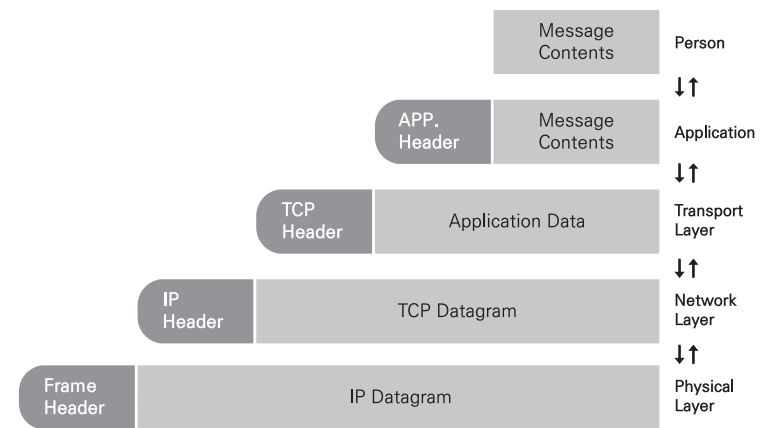 Message
Contents
Person
APP.
Header
Message
Contents
Application
TCP
Header
Application Data
Transport
Layer
IP
Header
TCP Datagram
Network
Layer
Frame
Header
IP Datagram
Physical
Layer